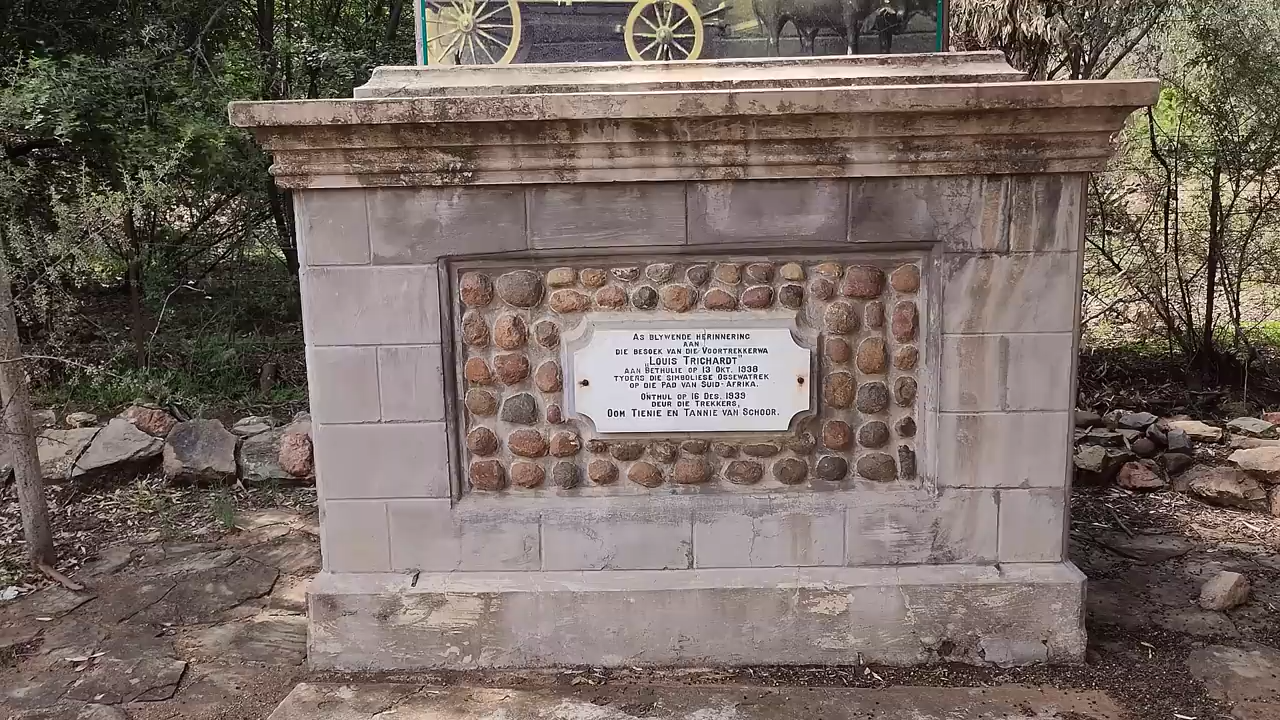 AS BLYWENDE HERINNERING
AAN
DIE BESOEK VAN DIE VOORTREKKERWA
"LOUIS TRICHARDT"
AAN BETHULIE OP 13 OKT. 1938
TYDENS DIE SIMBOLIESE OSSEWATREK
OP DIE PAD VAN SUID-AFRIKA.
ONTHUL OP 16 DES. 1939
DEUR DIE TREKKERS,
OOM TIENIE EN TANNIE VAN SCHOOR.